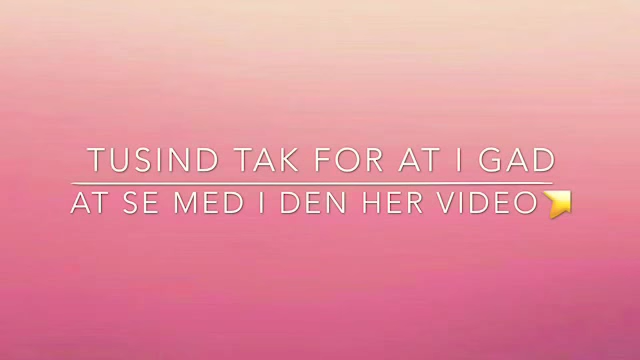 TUSIND TAK FOR AT I GAD
AT SE MED I DEN HER VIDEO⭐